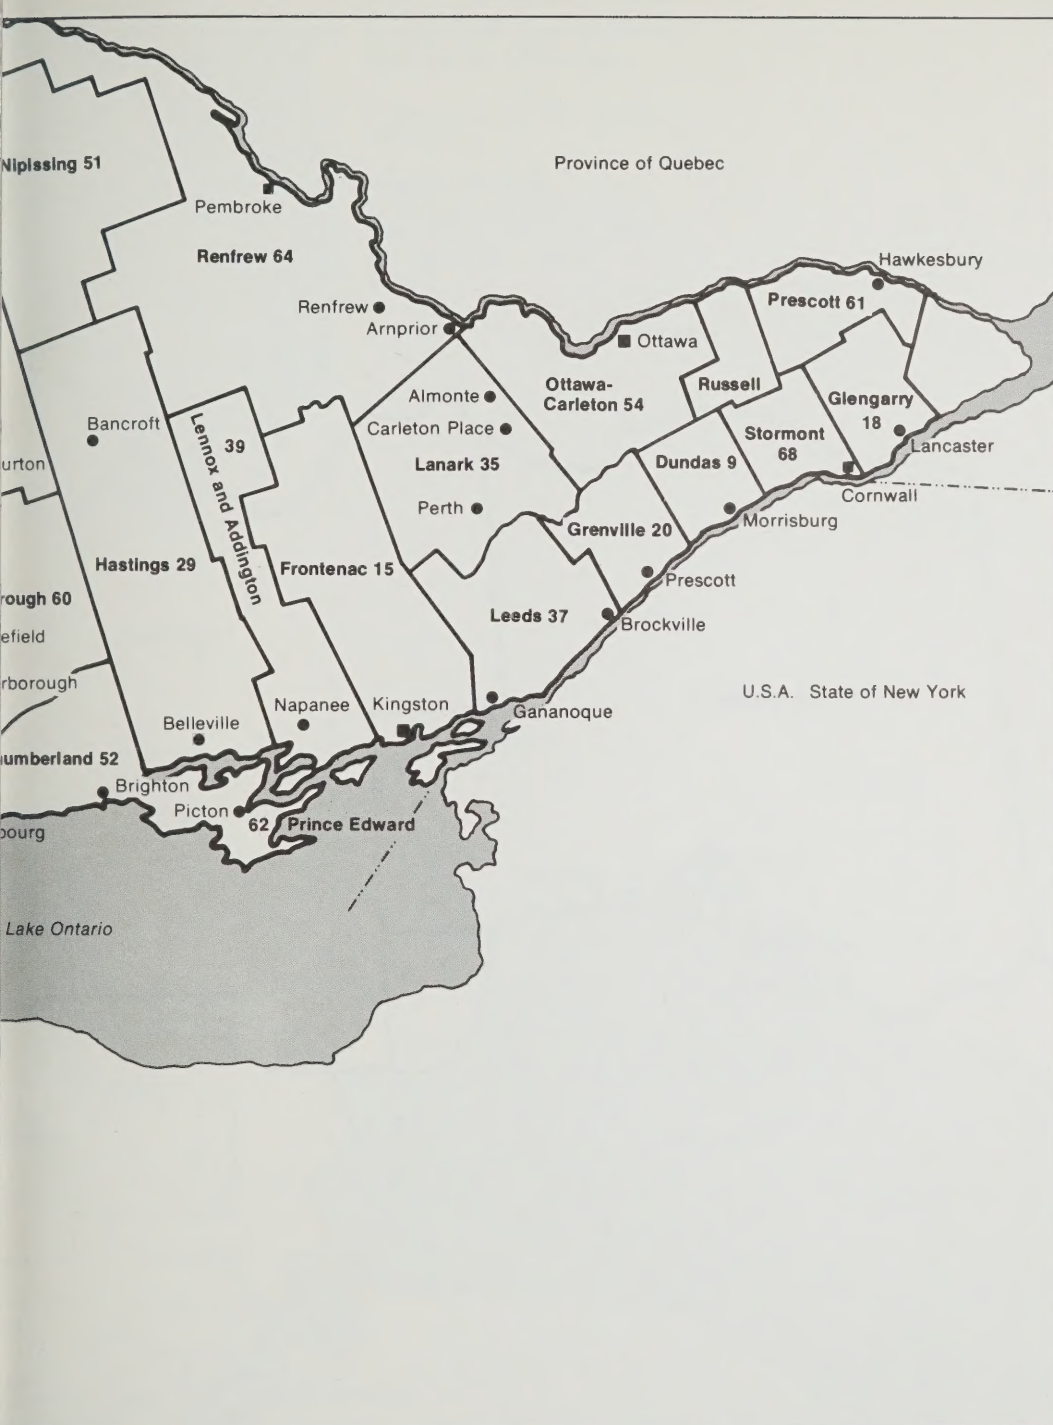 Nipissing 51
Province of Quebec
Pembroke
Renfrew 64
Hawkesbury
Prescott 61
Renfrew
Arnprior
Ottawa
Ottawa-
Carleton 54
Russell
Almonte
Glengarry
18
Bancroft
Carleton Place
39
Lennox and Addington
Stormont
68
Lancaster
urton
Lanark 35
Dundas 9
Cornwall
Perth
Morrisburg
Grenville 20
Hastings 29
Frontenac 15
Prescott
rough 60
Leeds 37
Brockville
efield
rborough
U.S.A. State of New York
Napanee
Kingston
Gananoque
Belleville
umberland 52
Brighton
Picton
62 Prince Edward
bourg
Lake Ontario